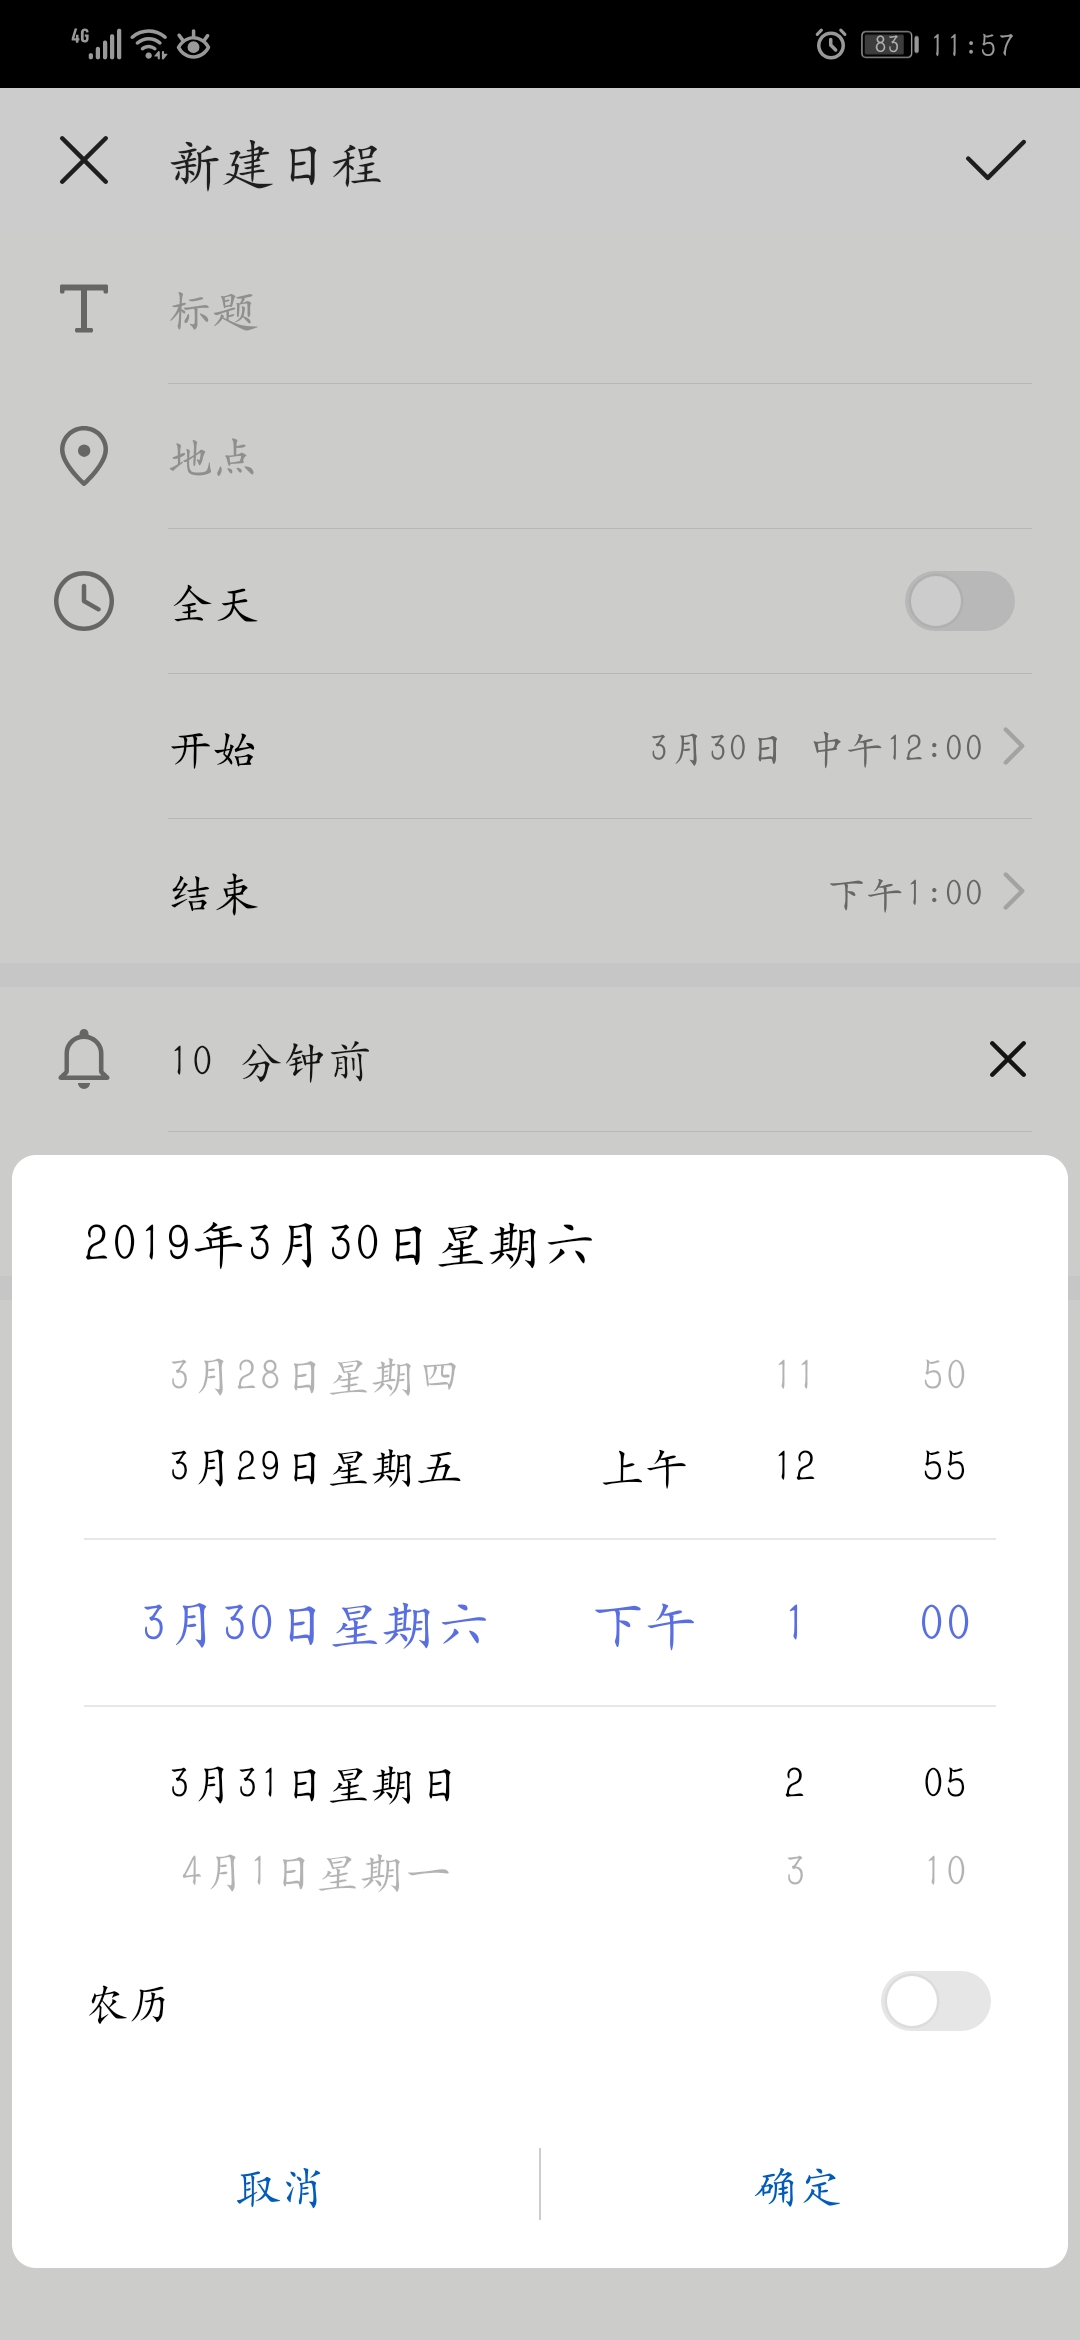 4G 83 11:57
新建日程
标题
地点
全天
开始 3月30日 中午12:00
结束 下午1:00
10 分钟前
2019年3月30日星期六
3月28日星期四 11 50
3月29日星期五 上午 12 55
3月30日星期六 下午 1 00
3月31日星期日 2 05
4月1日星期一 3 10
农历
取消 确定